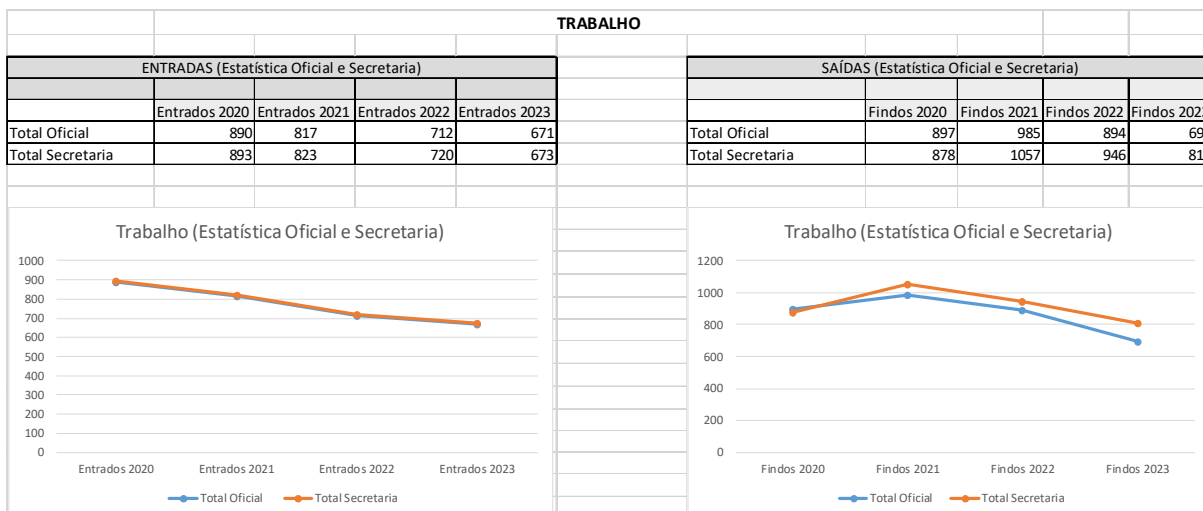 TRABALHO
ENTRADAS (Estatística Oficial e Secretaria)
Entrados 2020 Entrados 2021 Entrados 2022 Entrados 2023
Total Oficial 890 817 712 671
Total Secretaria 893 823 720 673
SAÍDAS (Estatística Oficial e Secretaria)
Findos 2020 Findos 2021 Findos 2022 Findos
Total Oficial 897 985 894
Total Secretaria 878 1057 946
Trabalho (Estatística Oficial e Secretaria)
1000
900
800
700
600
500
400
300
200
100
0
Entrados 2020 Entrados 2021 Entrados 2022 Entrados 2023
Total Oficial Total Secretaria
Trabalho (Estatística Oficial e Secretaria)
1200
1000
800
600
400
200
0
Findos 2020 Findos 2021 Findos 2022 Findos 2023
Total Oficial Total Secretaria